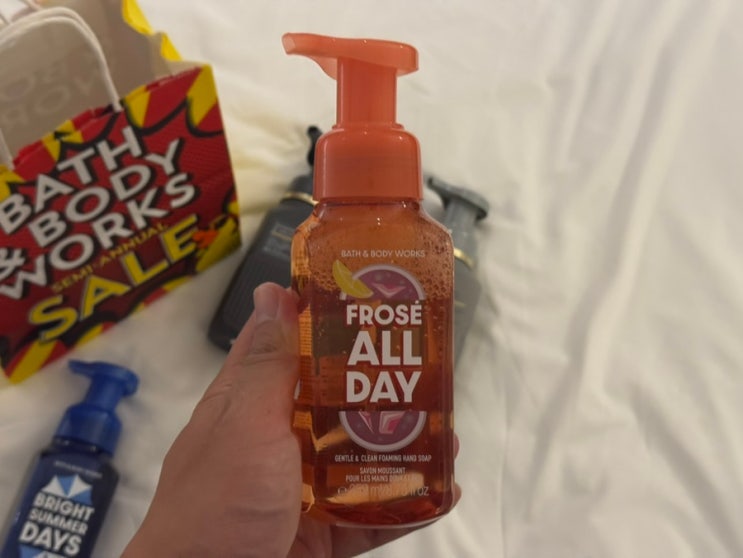 BATH
& BODY
WORKS
SEMI-ANNUAL
SALE
BATH & BODY WORKS
FROSÉ
ALL
DAY
GENTLE & CLEAN FOAMING HAND SOAP
SAVON MOUSSANT
POUR LES MAINS
BRIGHT
SUMMER
DAYS